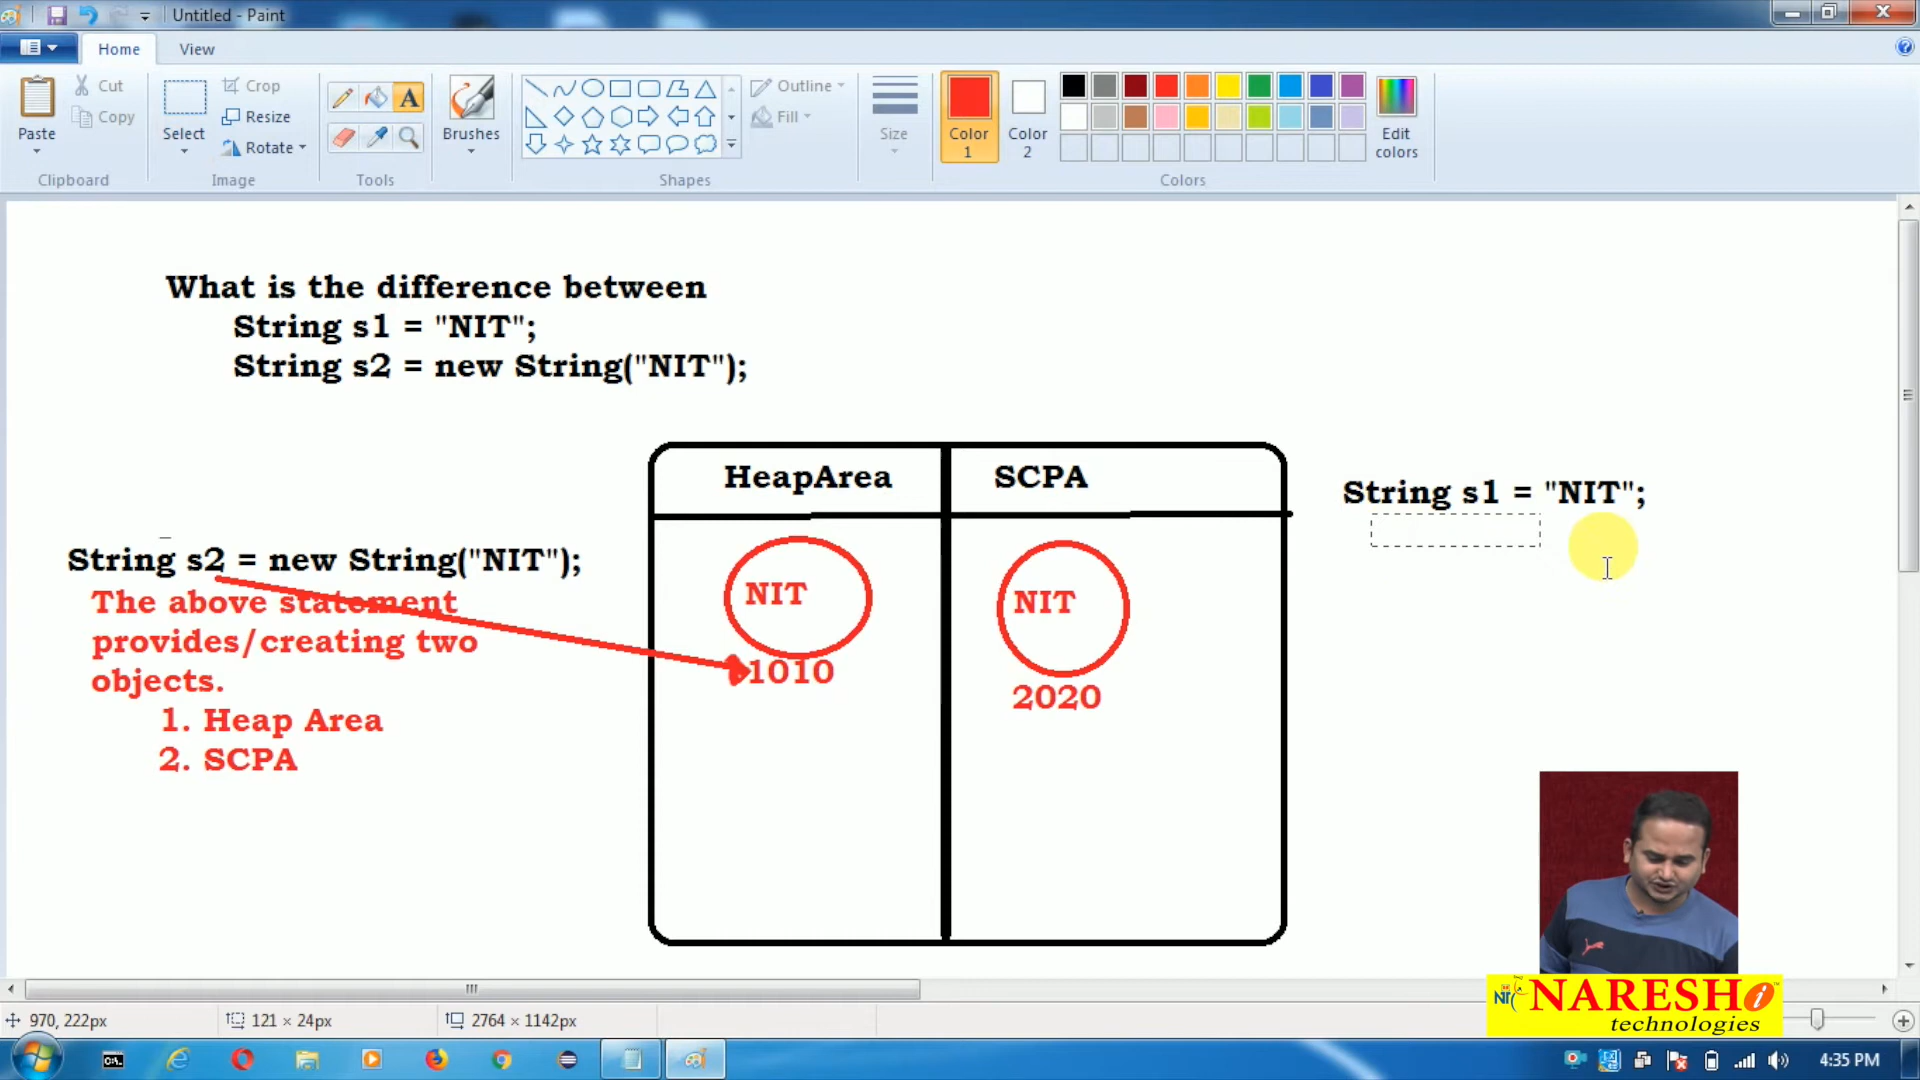 Untitled - Paint
Home
View
Paste
Cut
Copy
Clipboard
Select
Crop
Resize
Rotate
Image
A
Tools
Brushes
Shapes
Outline
Fill
Size
Color 1
Color 2
Edit colors
Colors
What is the difference between
String s1 = "NIT";
String s2 = new String("NIT");
HeapArea
SCPA
String s1 = "NIT";
String s2 = new String("NIT");
The above statement
provides/creating two
objects.
1. Heap Area
2. SCPA
NIT
1010
NIT
2020
NARESH i
technologies
970, 222px
121 × 24px
2764 × 1142px
4:35 PM